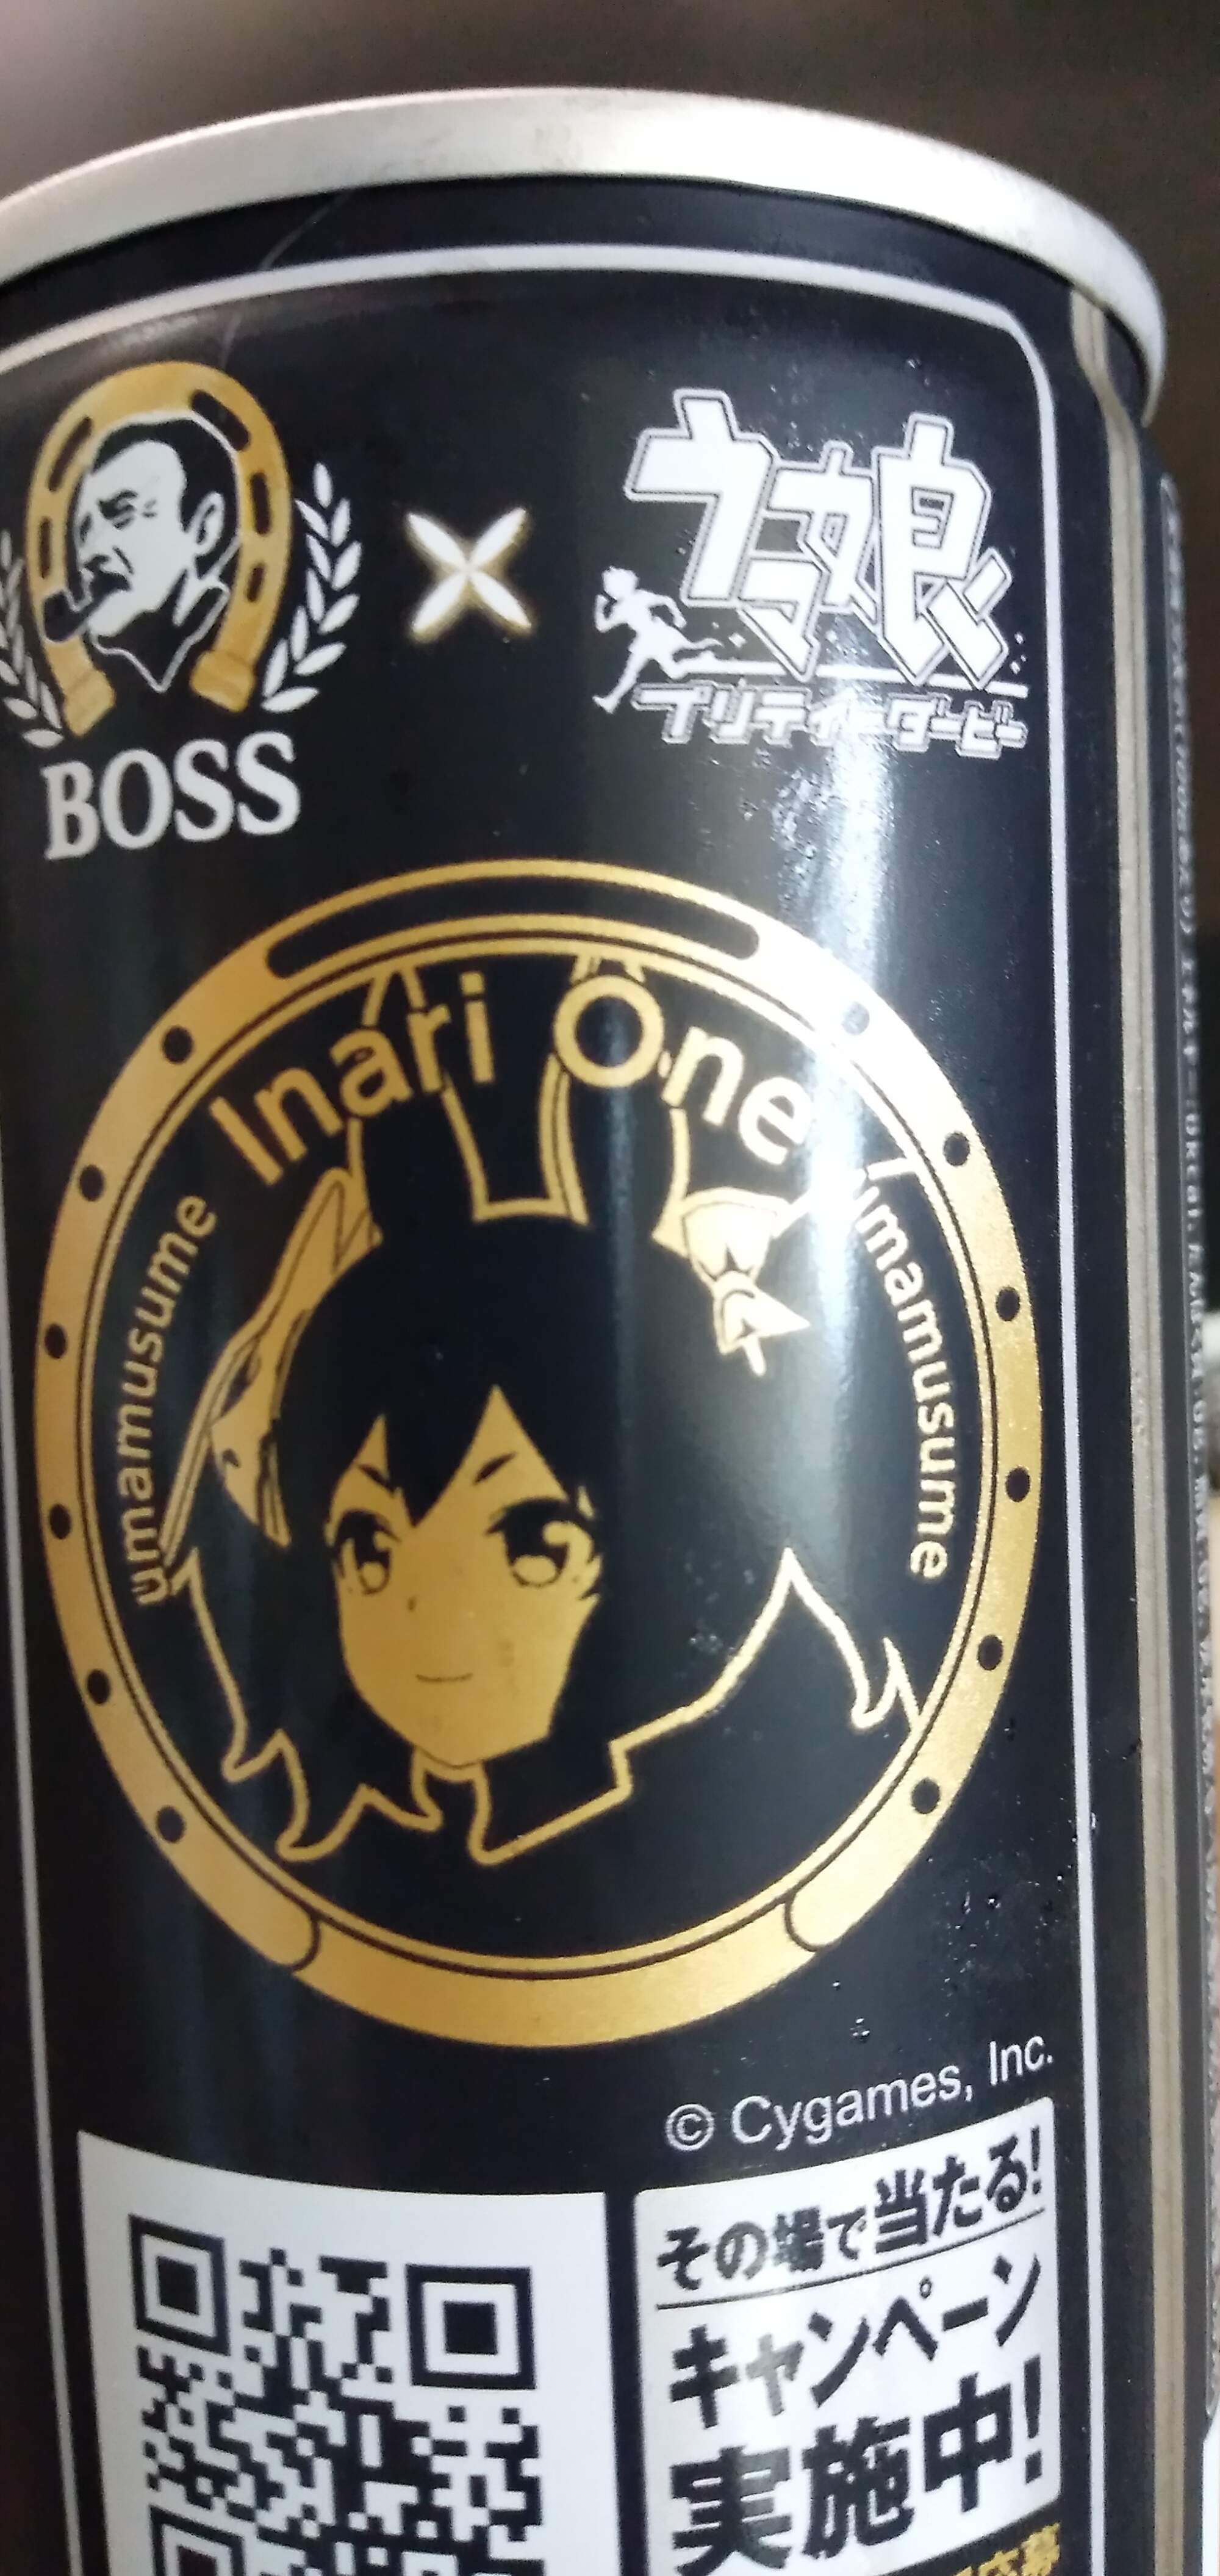 BOSS
ウマ娘
プリティーダービー
Inari One
umamusume
umamusume
© Cygames, Inc.
その場で当たる!
キャンペーン
実施中!